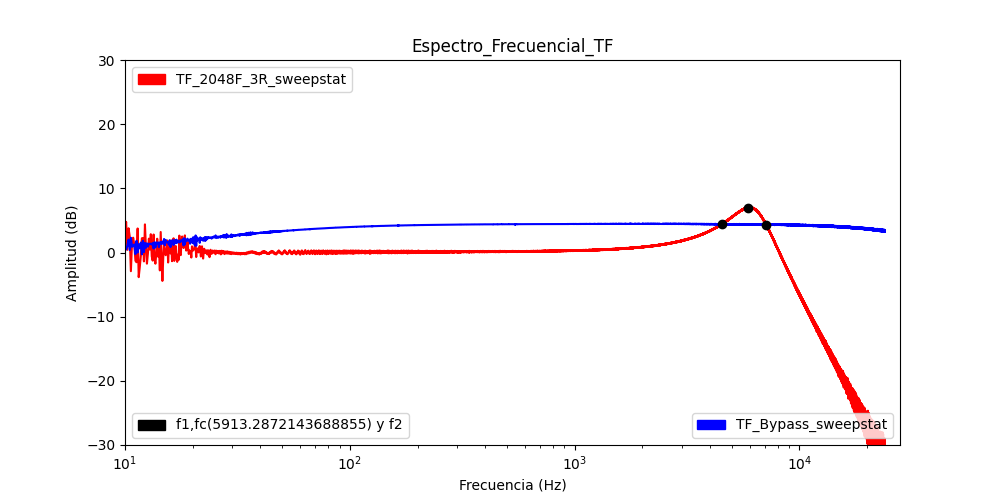 Espectro_Frecuencial_TF
30
TF_2048F_3R_sweepstat
20
10
0
−10
−20
−30
Amplitud (dB)
f1,fc(5913.2872143688855) y f2
TF_Bypass_sweepstat
10¹ 10² 10³ 10⁴
Frecuencia (Hz)